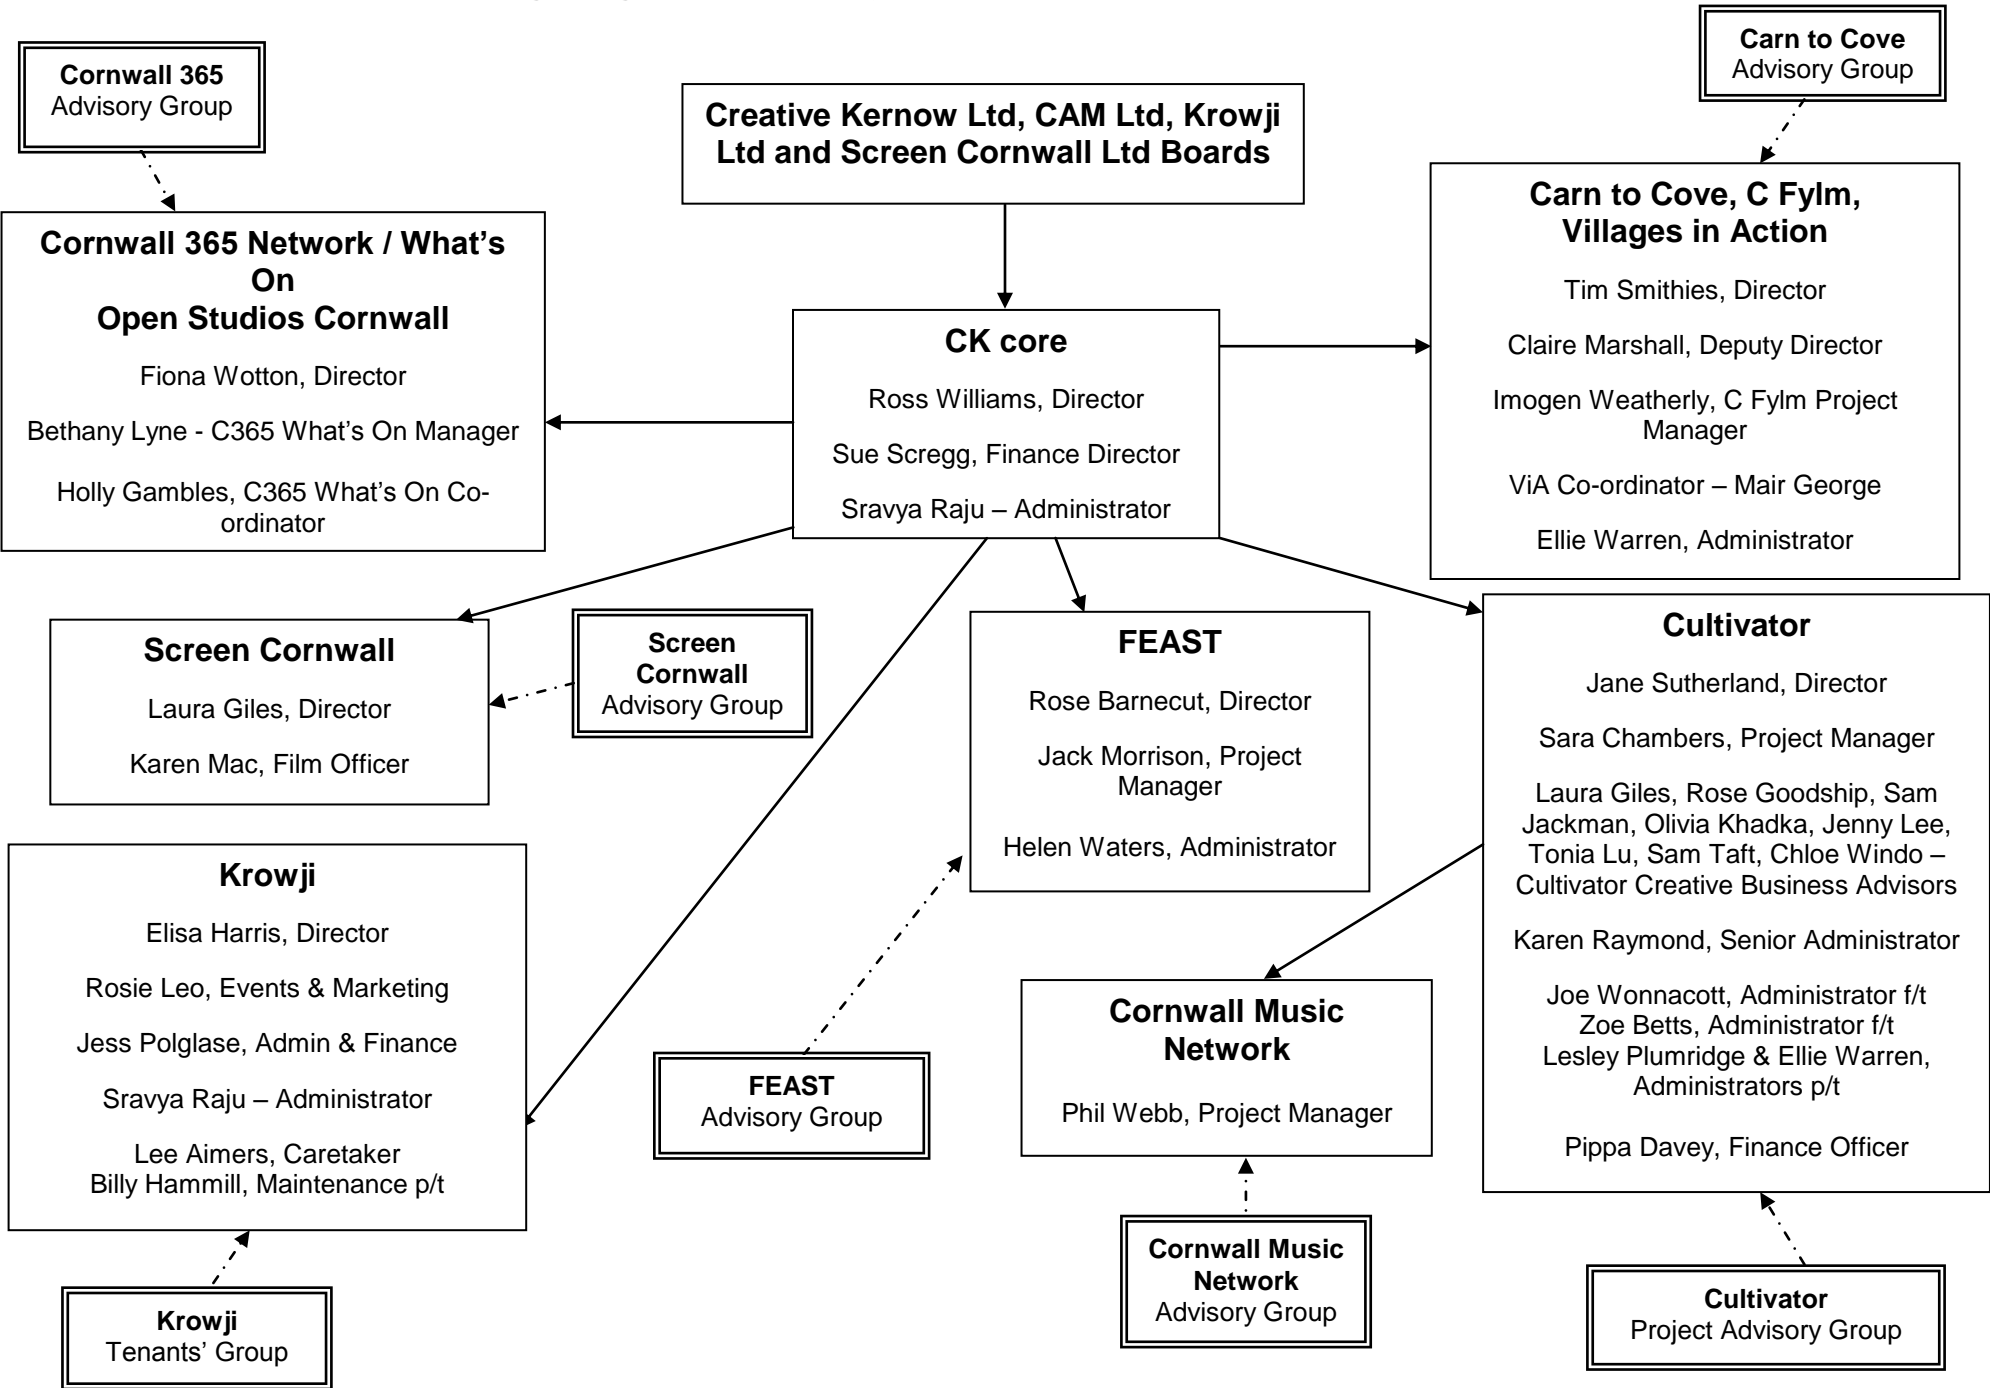 Cornwall 365
Advisory Group
Carn to Cove
Advisory Group
Creative Kernow Ltd, CAM Ltd, Krowji
Ltd and Screen Cornwall Ltd Boards
Cornwall 365 Network / What’s
On
Open Studios Cornwall
Fiona Wotton, Director
Bethany Lyne - C365 What’s On Manager
Holly Gambles, C365 What’s On Co-
ordinator
CK core
Ross Williams, Director
Sue Scregg, Finance Director
Sravya Raju – Administrator
Carn to Cove, C Fylm,
Villages in Action
Tim Smithies, Director
Claire Marshall, Deputy Director
Imogen Weatherly, C Fylm Project
Manager
ViA Co-ordinator – Mair George
Ellie Warren, Administrator
Screen Cornwall
Laura Giles, Director
Karen Mac, Film Officer
Screen
Cornwall
Advisory Group
FEAST
Rose Barnecut, Director
Jack Morrison, Project
Manager
Helen Waters, Administrator
Cultivator
Jane Sutherland, Director
Sara Chambers, Project Manager
Laura Giles, Rose Goodship, Sam
Jackman, Olivia Khadka, Jenny Lee,
Tonia Lu, Sam Taft, Chloe Windo –
Cultivator Creative Business Advisors
Karen Raymond, Senior Administrator
Joe Wonnacott, Administrator f/t
Zoe Betts, Administrator f/t
Lesley Plumridge & Ellie Warren,
Administrators p/t
Pippa Davey, Finance Officer
Krowji
Elisa Harris, Director
Rosie Leo, Events & Marketing
Jess Polglase, Admin & Finance
Sravya Raju – Administrator
Lee Aimers, Caretaker
Billy Hammill, Maintenance p/t
FEAST
Advisory Group
Cornwall Music
Network
Phil Webb, Project Manager
Krowji
Tenants’ Group
Cornwall Music
Network
Advisory Group
Cultivator
Project Advisory Group